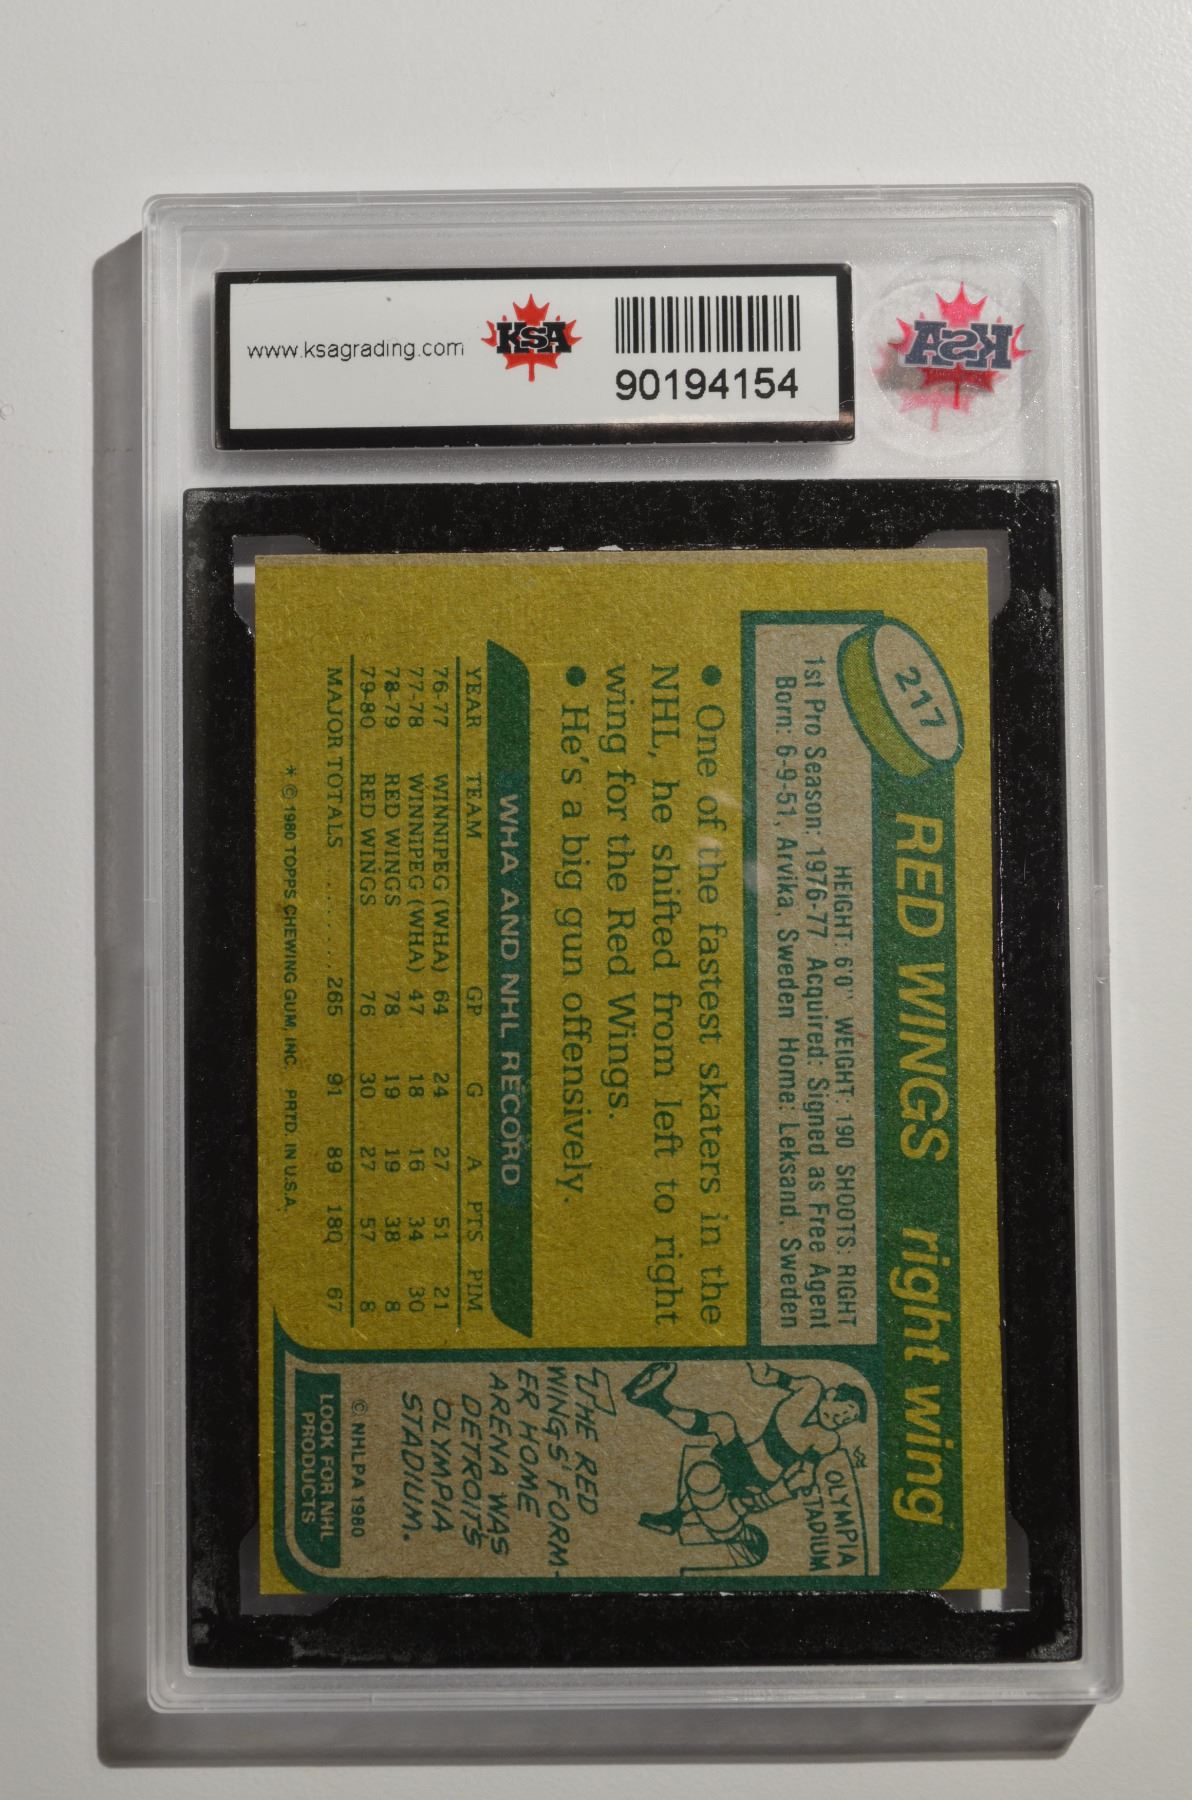 www.ksagrading.com
KSA
90194154
KSA
217
RED WINGS right wing
HEIGHT: 6'0" WEIGHT: 190 SHOOTS: RIGHT
1st Pro Season: 1976-77 Acquired: Signed as Free Agent
Born: 6-9-51, Arvika, Sweden Home: Leksand, Sweden
• One of the fastest skaters in the
NHL, he shifted from left to right
wing for the Red Wings.
• He's a big gun offensively.
WHA AND NHL RECORD
YEAR TEAM GP G A PTS PIM
76-77 WINNIPEG (WHA) 64 24 27 51 21
77-78 WINNIPEG (WHA) 47 18 16 34 30
78-79 RED WINGS 78 19 19 38 8
79-80 RED WINGS 76 30 27 57 8
MAJOR TOTALS ........ 265 91 89 180 67
* © 1980 TOPPS CHEWING GUM, INC. PRTD. IN U.S.A.
OLYMPIA
STADIUM
THE RED
WINGS' FORM-
ER HOME
ARENA WAS
DETROIT'S
OLYMPIA
STADIUM.
© NHLPA 1980
LOOK FOR NHL
PRODUCTS